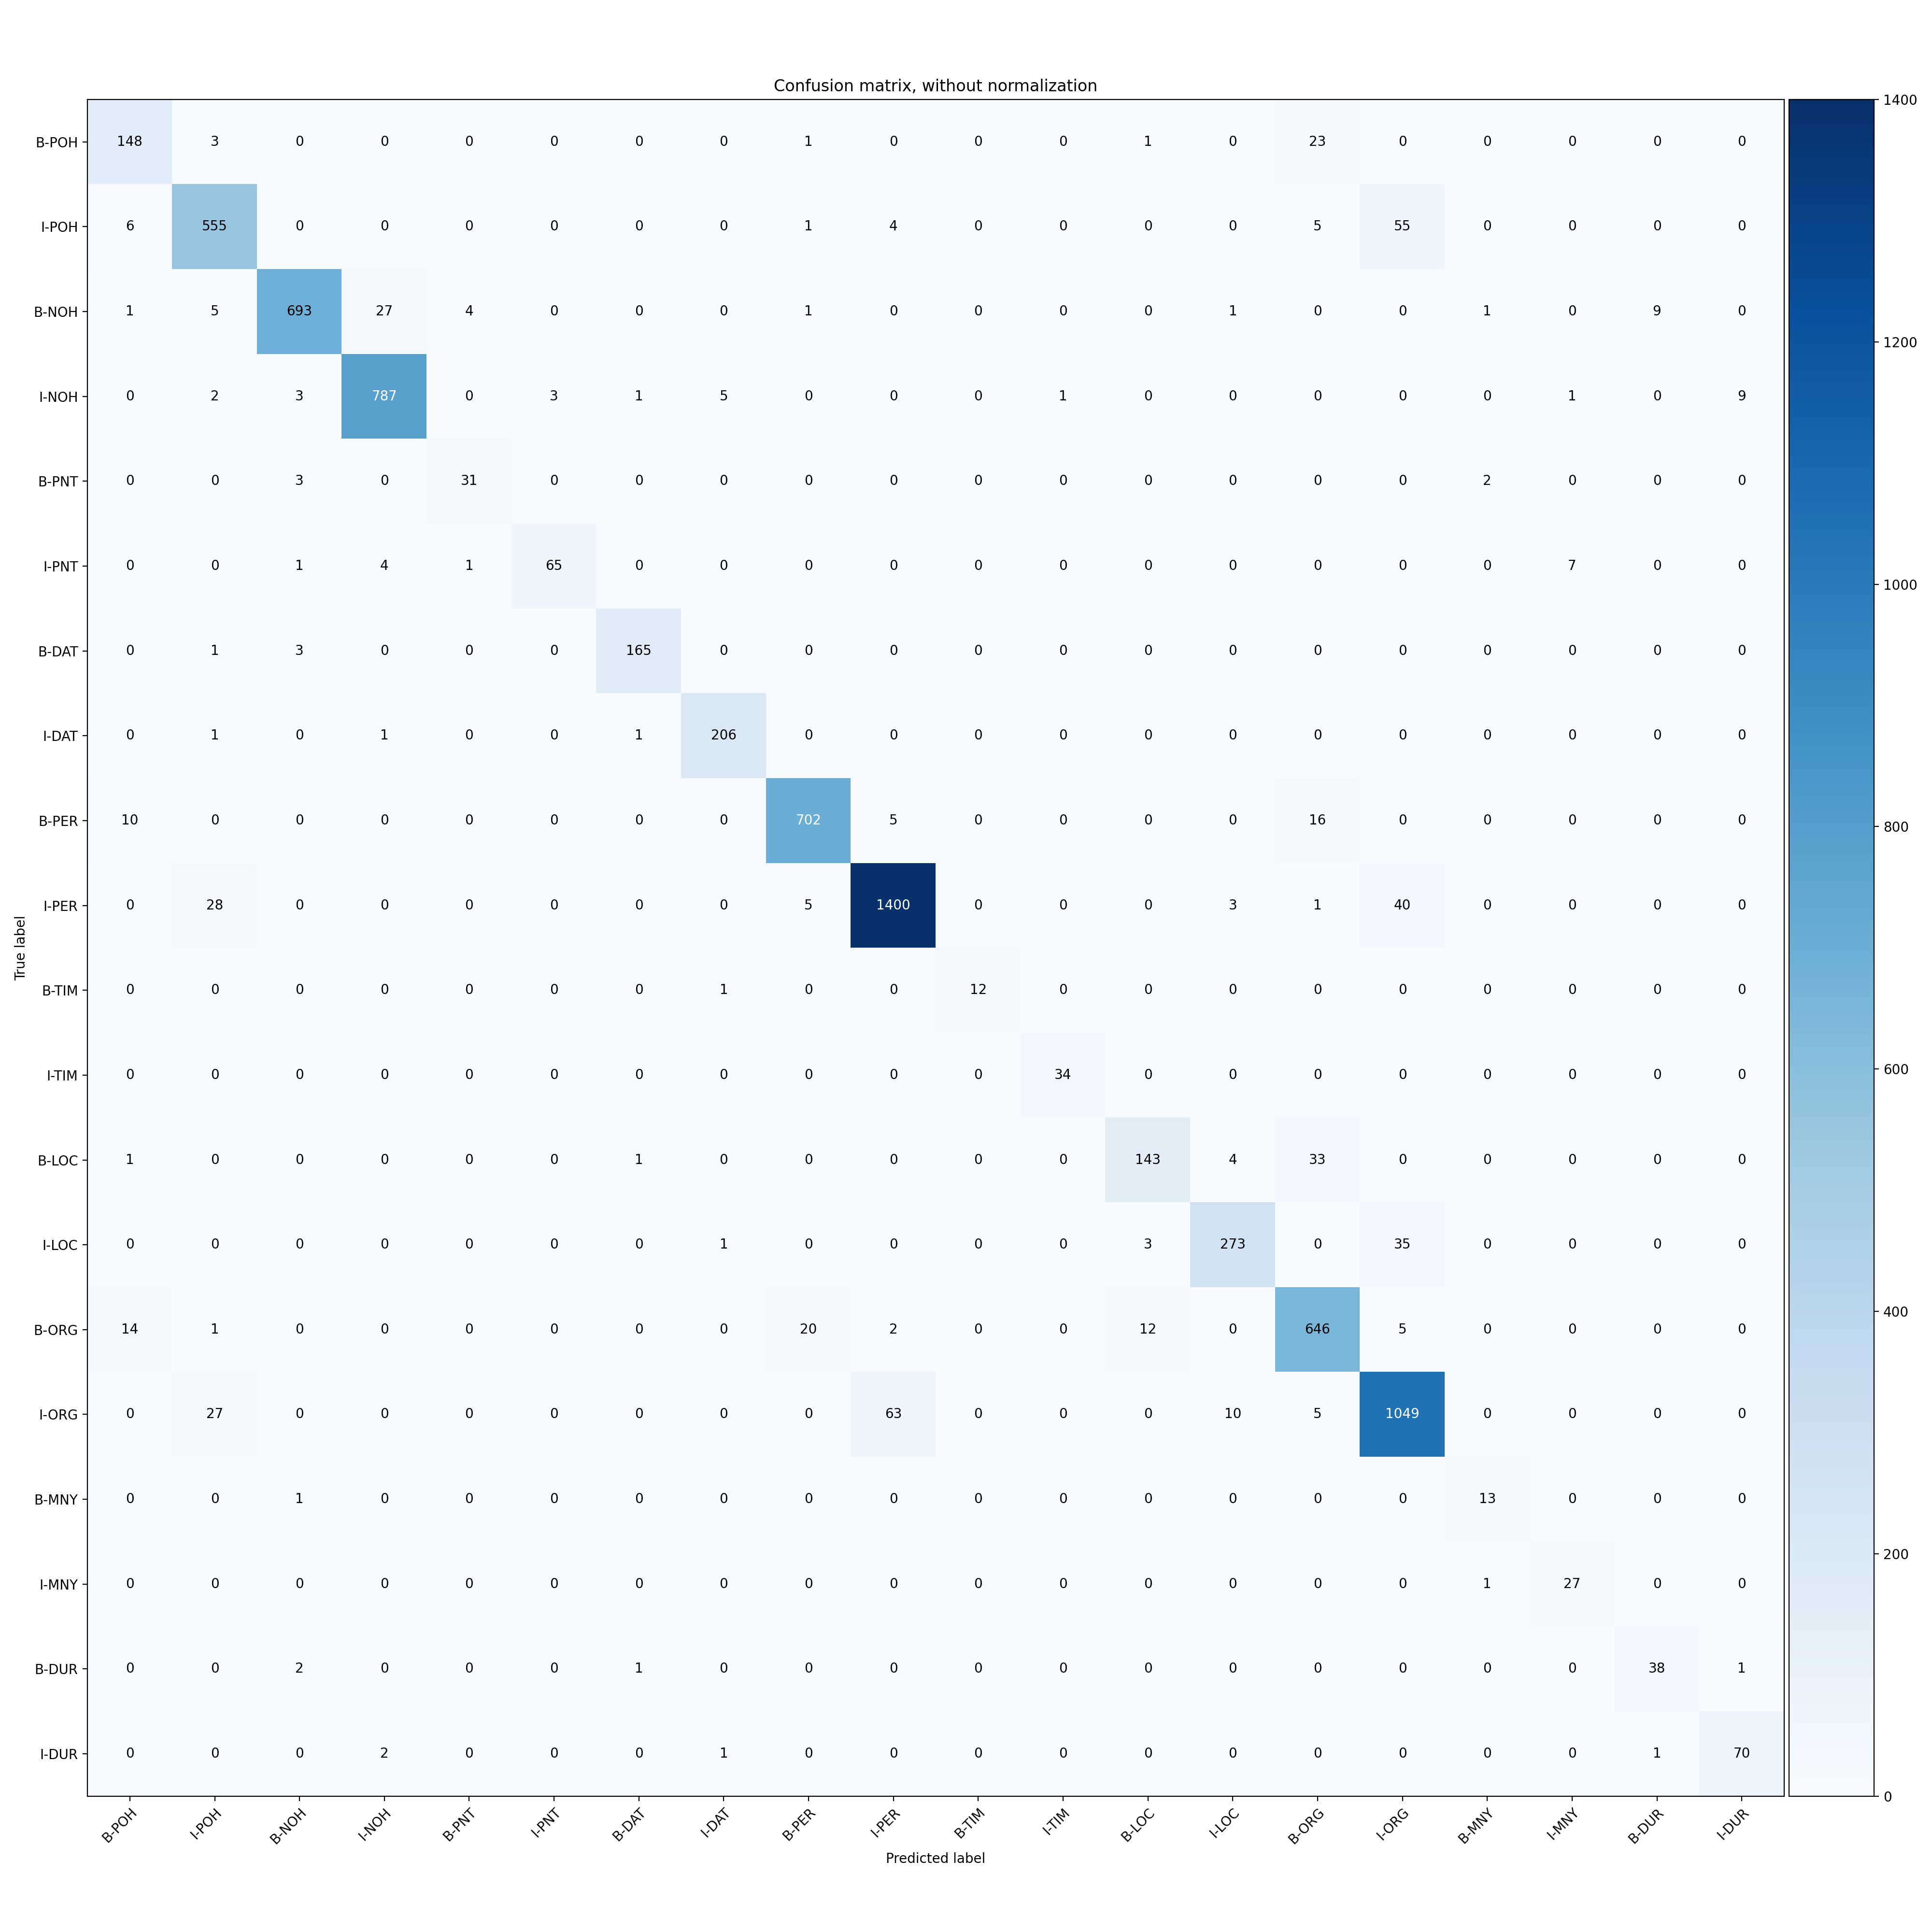 Confusion matrix, without normalization
B-POH 148 3 0 0 0 0 0 0 1 0 0 0 1 0 23 0 0 0 0 0
I-POH 6 555 0 0 0 0 0 0 1 4 0 0 0 0 5 55 0 0 0 0
B-NOH 1 5 693 27 4 0 0 0 1 0 0 0 0 1 0 0 1 0 9 0
I-NOH 0 2 3 787 0 3 1 5 0 0 0 1 0 0 0 0 0 1 0 9
B-PNT 0 0 3 0 31 0 0 0 0 0 0 0 0 0 0 0 2 0 0 0
I-PNT 0 0 1 4 1 65 0 0 0 0 0 0 0 0 0 0 0 7 0 0
B-DAT 0 1 3 0 0 0 165 0 0 0 0 0 0 0 0 0 0 0 0 0
I-DAT 0 1 0 1 0 0 1 206 0 0 0 0 0 0 0 0 0 0 0 0
B-PER 10 0 0 0 0 0 0 0 702 5 0 0 0 0 16 0 0 0 0 0
I-PER 0 28 0 0 0 0 0 0 5 1400 0 0 0 3 1 40 0 0 0 0
B-TIM 0 0 0 0 0 0 0 1 0 0 12 0 0 0 0 0 0 0 0 0
I-TIM 0 0 0 0 0 0 0 0 0 0 0 34 0 0 0 0 0 0 0 0
B-LOC 1 0 0 0 0 0 1 0 0 0 0 0 143 4 33 0 0 0 0 0
I-LOC 0 0 0 0 0 0 0 1 0 0 0 0 3 273 0 35 0 0 0 0
B-ORG 14 1 0 0 0 0 0 0 20 2 0 0 12 0 646 5 0 0 0 0
I-ORG 0 27 0 0 0 0 0 0 0 63 0 0 0 10 5 1049 0 0 0 0
B-MNY 0 0 1 0 0 0 0 0 0 0 0 0 0 0 0 0 13 0 0 0
I-MNY 0 0 0 0 0 0 0 0 0 0 0 0 0 0 0 0 1 27 0 0
B-DUR 0 0 2 0 0 0 1 0 0 0 0 0 0 0 0 0 0 0 38 1
I-DUR 0 0 0 2 0 0 0 1 0 0 0 0 0 0 0 0 0 0 1 70
B-POH I-POH B-NOH I-NOH B-PNT I-PNT B-DAT I-DAT B-PER I-PER B-TIM I-TIM B-LOC I-LOC B-ORG I-ORG B-MNY I-MNY B-DUR I-DUR
Predicted label
True label
1400
1200
1000
800
600
400
200
0